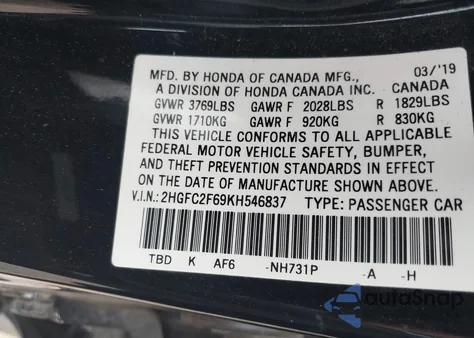 MFD. BY HONDA OF CANADA MFG., 03/'19
A DIVISION OF HONDA CANADA INC. CANADA
GVWR 3769LBS GAWR F 2028LBS R 1829LBS
GVWR 1710KG GAWR F 920KG R 830KG
THIS VEHICLE CONFORMS TO ALL APPLICABLE
FEDERAL MOTOR VEHICLE SAFETY, BUMPER,
AND THEFT PREVENTION STANDARDS IN EFFECT
ON THE DATE OF MANUFACTURE SHOWN ABOVE.
V.I.N.: 2HGFC2F69KH546837 TYPE: PASSENGER CAR
TBD K AF6 -NH731P -A -H
autoSnap